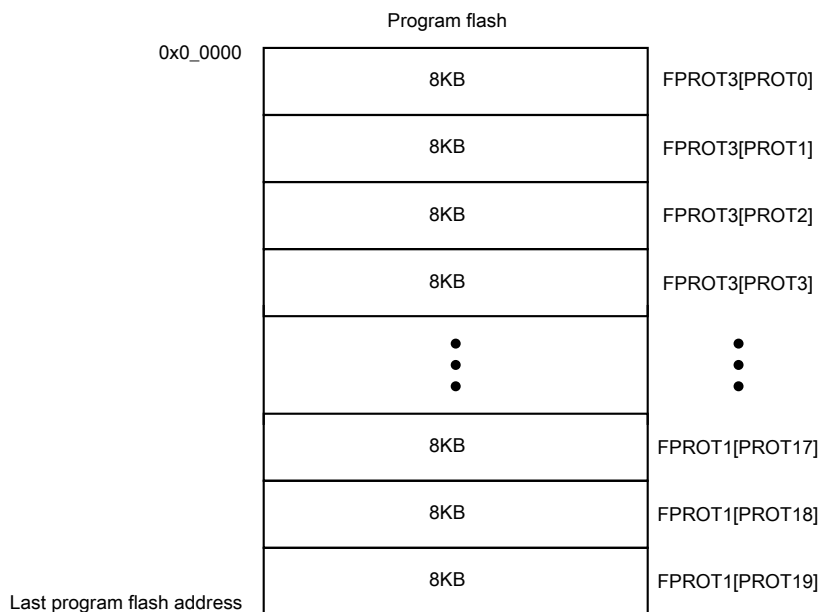 Program flash
0x0_0000
8KB FPROT3[PROT0]
8KB FPROT3[PROT1]
8KB FPROT3[PROT2]
8KB FPROT3[PROT3]
8KB FPROT1[PROT17]
8KB FPROT1[PROT18]
8KB FPROT1[PROT19]
Last program flash address